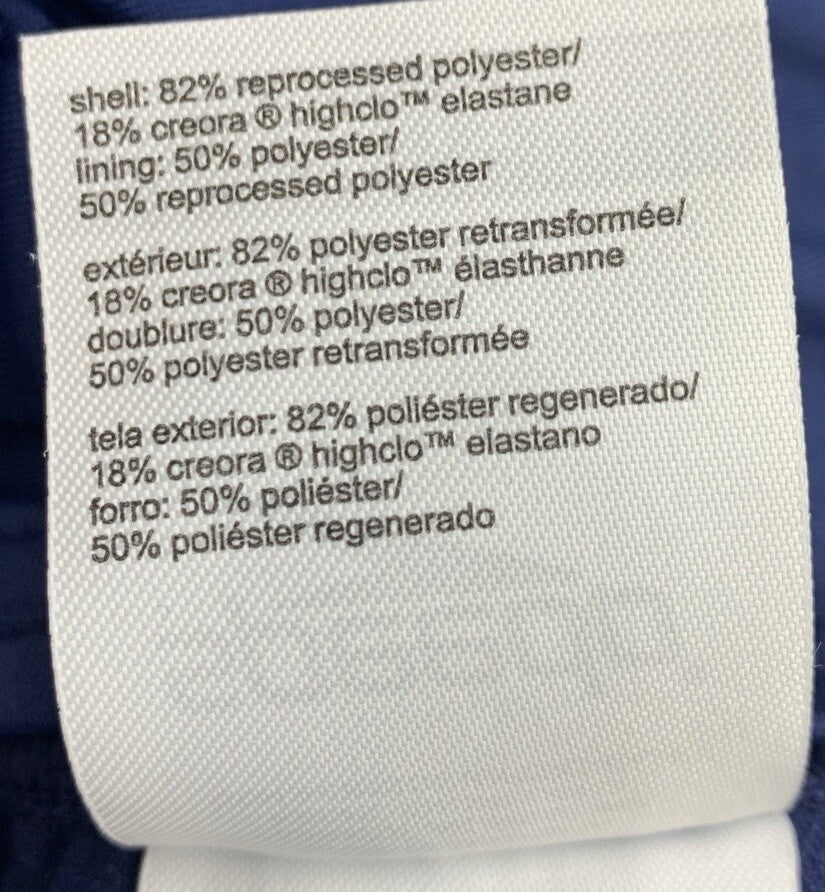 shell: 82% reprocessed polyester/
18% creora ® highclo™ elastane
lining: 50% polyester/
50% reprocessed polyester
extérieur: 82% polyester retransformée/
18% creora ® highclo™ élasthanne
doublure: 50% polyester/
50% polyester retransformée
tela exterior: 82% poliéster regenerado/
18% creora ® highclo™ elastano
forro: 50% poliéster/
50% poliéster regenerado